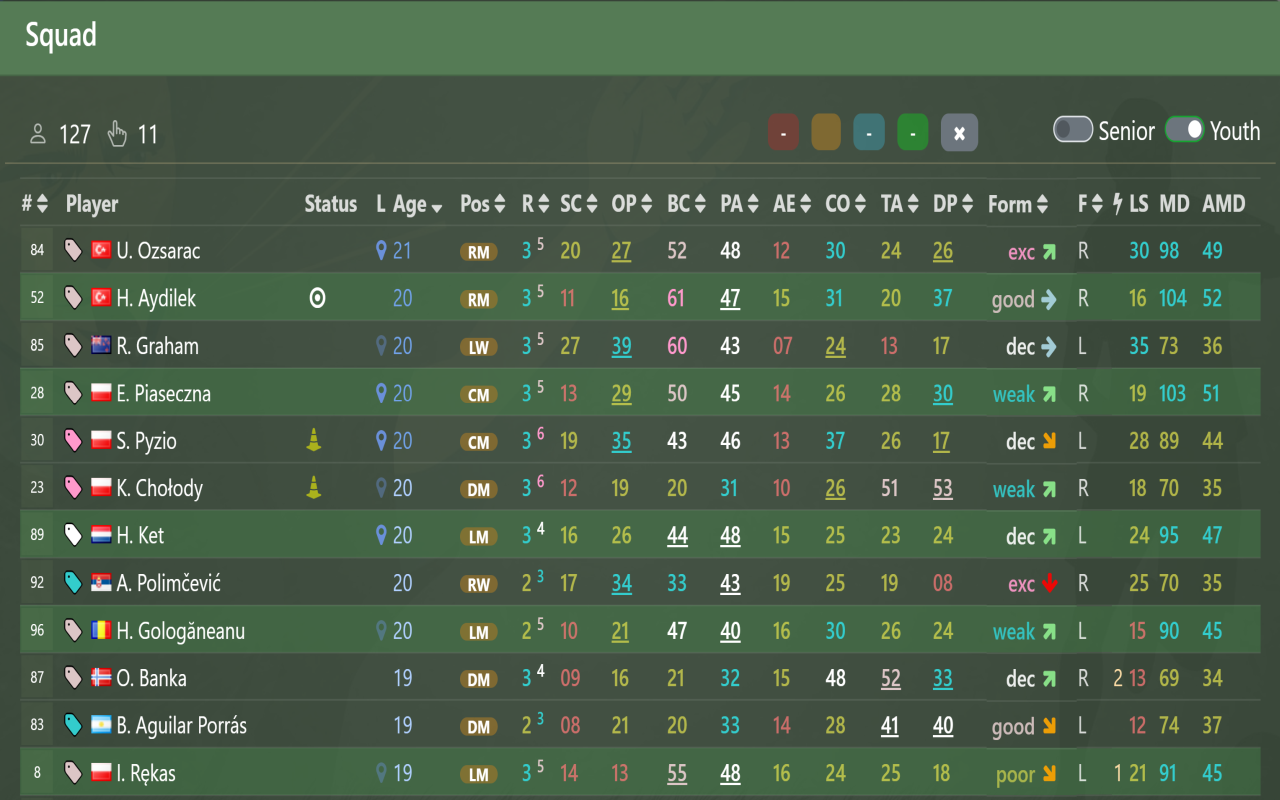 Squad
127 11 - - - × Senior Youth
# Player Status L Age Pos R SC OP BC PA AE CO TA DP Form F LS MD AMD
84 U. Ozsarac 21 RM 3 5 20 27 52 48 12 30 24 26 exc R 30 98 49
52 H. Aydilek 20 RM 3 5 11 16 61 47 15 31 20 37 good R 16 104 52
85 R. Graham 20 LW 3 5 27 39 60 43 07 24 13 17 dec L 35 73 36
28 E. Piaseczna 20 CM 3 5 13 29 50 45 14 26 28 30 weak R 19 103 51
30 S. Pyzio 20 CM 3 6 19 35 43 46 13 37 26 17 dec L 28 89 44
23 K. Chołody 20 DM 3 6 12 19 20 31 10 26 51 53 weak R 18 70 35
89 H. Ket 20 LM 3 4 16 26 44 48 15 25 23 24 dec L 24 95 47
92 A. Polimčević 20 RW 2 3 17 34 33 43 19 25 19 08 exc R 25 70 35
96 H. Gologăneanu 20 LM 2 5 10 21 47 40 16 30 26 24 weak L 15 90 45
87 O. Banka 19 DM 3 4 09 16 21 32 15 48 52 33 dec R 2 13 69 34
83 B. Aguilar Porrás 19 DM 2 3 08 21 20 33 14 28 41 40 good L 12 74 37
8 I. Rękas 19 LM 3 5 14 13 55 48 16 24 25 18 poor L 1 21 91 45